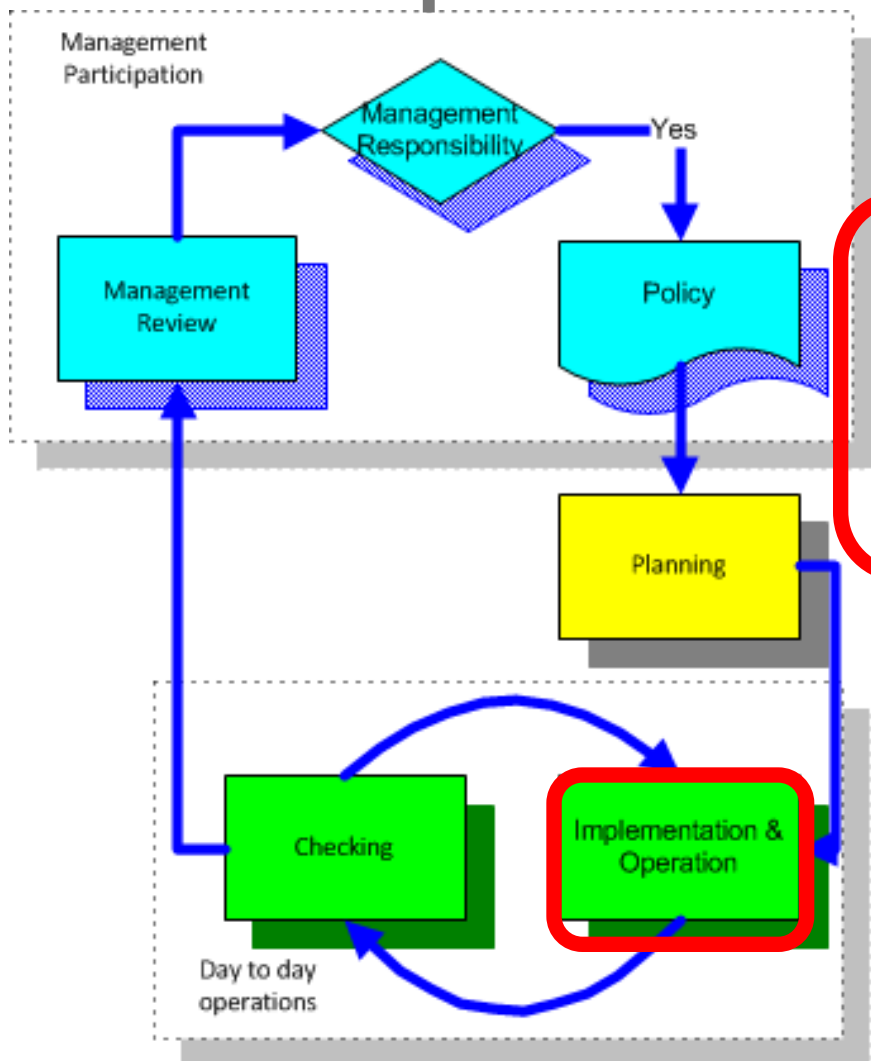 Management
Participation
Management
Responsibility
Yes
Management
Review
Policy
Planning
Checking
Implementation &
Operation
Day to day
operations